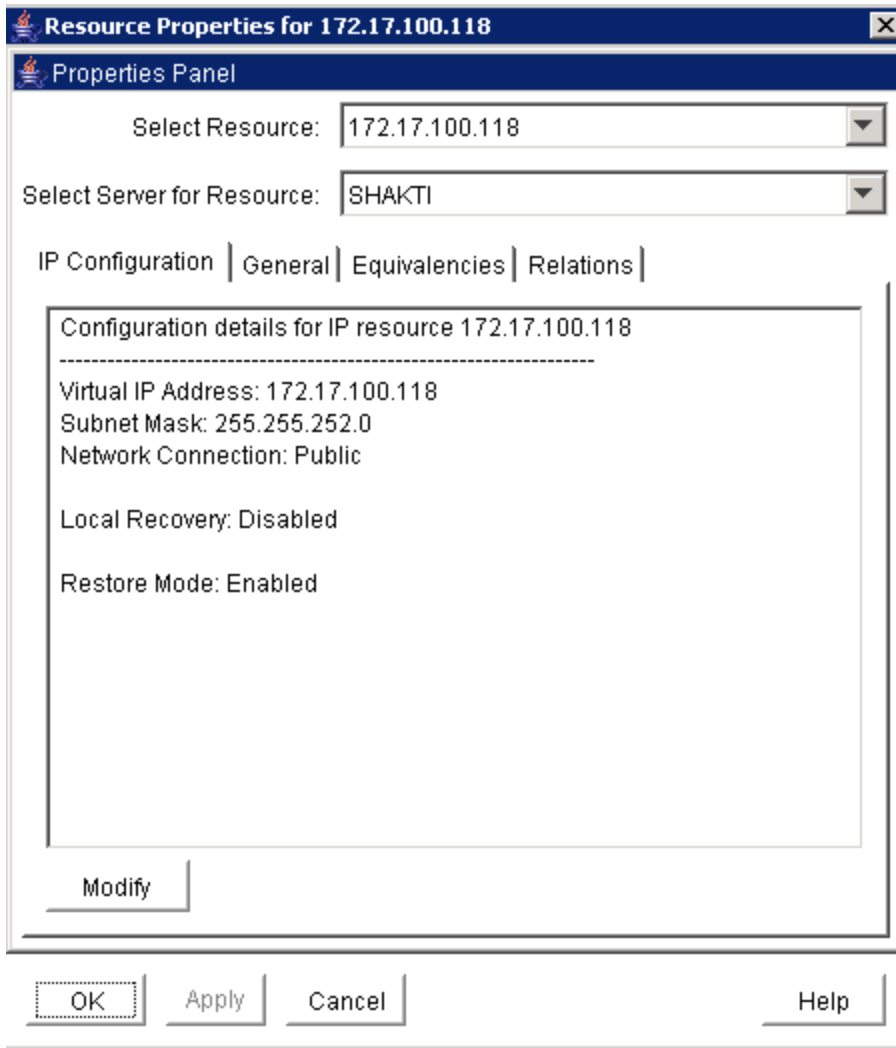 Resource Properties for 172.17.100.118
Properties Panel
Select Resource: 172.17.100.118
Select Server for Resource: SHAKTI
IP Configuration General Equivalencies Relations
Configuration details for IP resource 172.17.100.118
-------------------------------------------------------------------
Virtual IP Address: 172.17.100.118
Subnet Mask: 255.255.252.0
Network Connection: Public
Local Recovery: Disabled
Restore Mode: Enabled
Modify
OK Apply Cancel Help